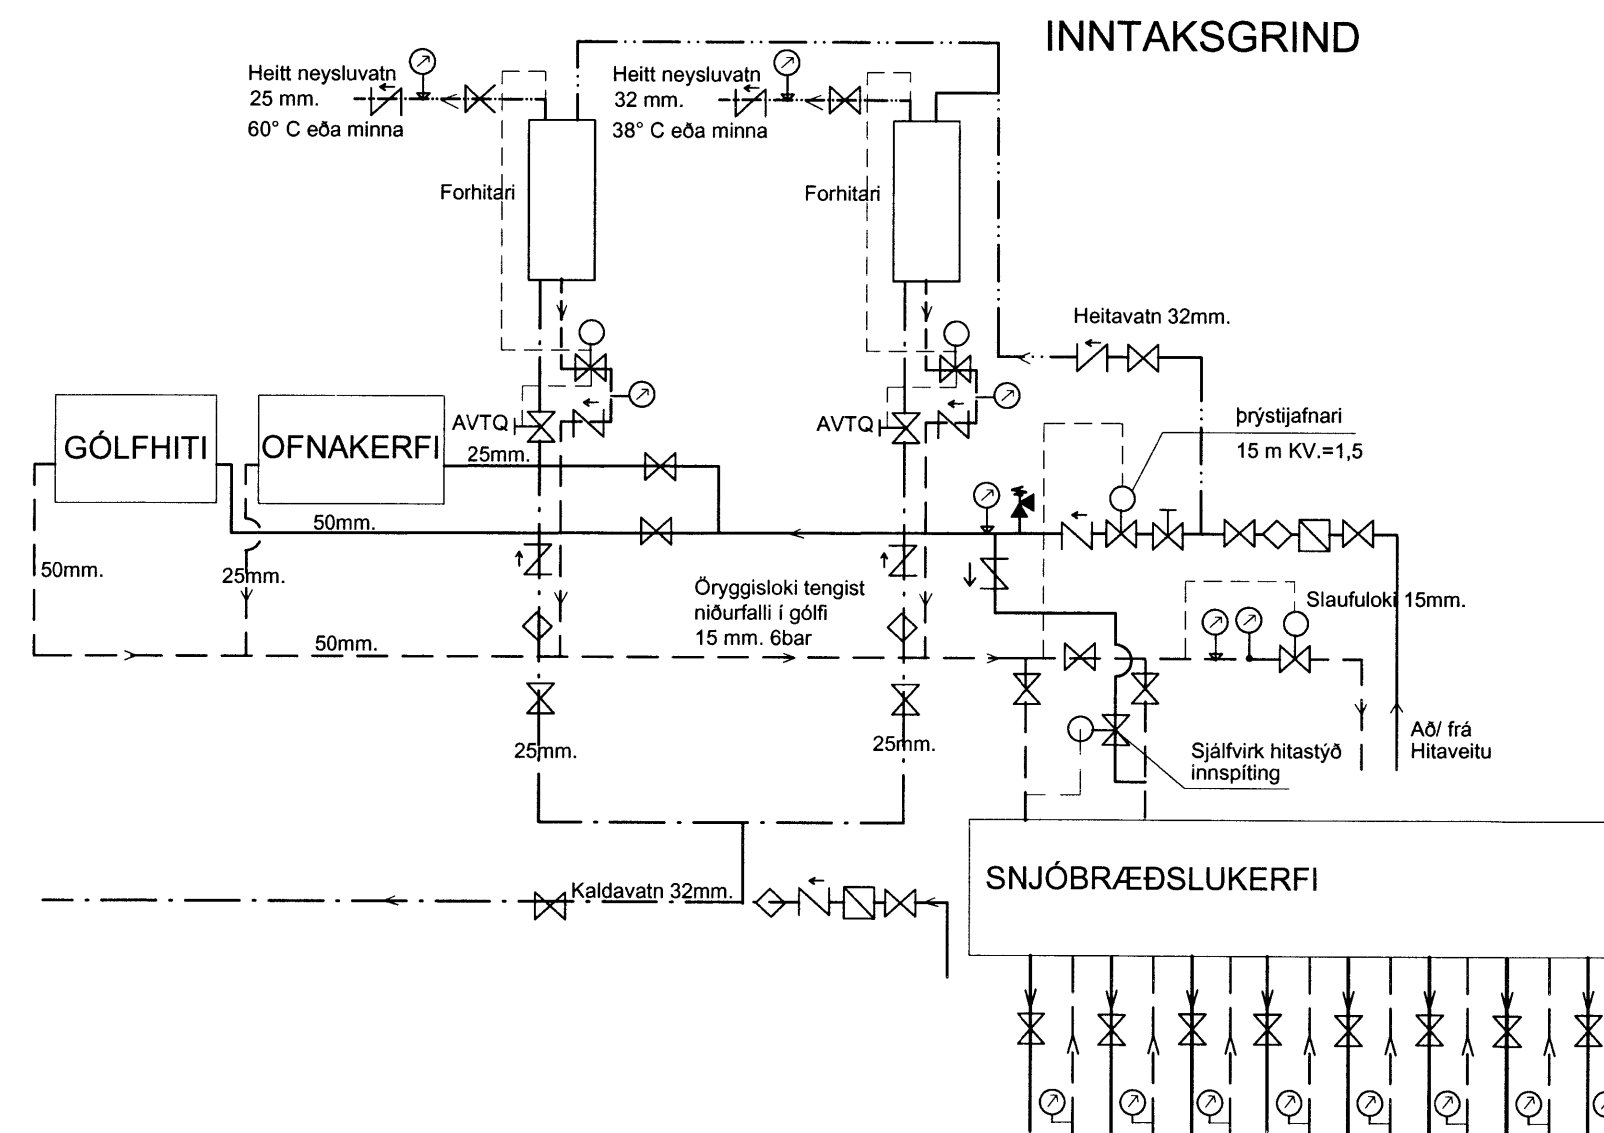 INNTAKSGRIND
Heitt neysluvatn
25 mm.
60° C eða minna
Heitt neysluvatn
32 mm.
38° C eða minna
Forhitari
Forhitari
Heitavatn 32mm.
AVTQ
AVTQ
þrýstijafnari
15 m KV.=1,5
GÓLFHITI
OFNAKERFI
25mm.
50mm.
50mm.
25mm.
Öryggisloki tengist
niðurfalli í gólfi
15 mm. 6bar
Slaufuloki 15mm.
50mm.
25mm.
25mm.
Að/ frá
Hitaveitu
Sjálfvirk hitastýð
innspíting
Kaldavatn 32mm.
SNJÓBRÆÐSLUKERFI